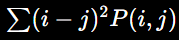 ∑(i − j)²P(i, j)